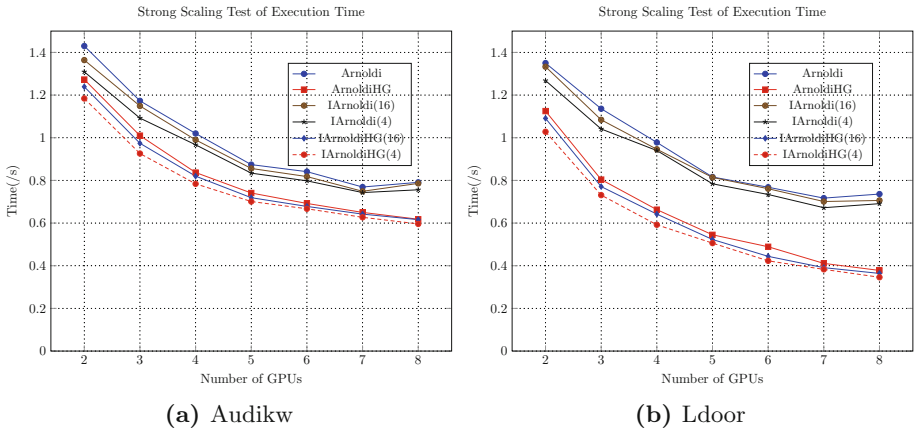 Strong Scaling Test of Execution Time
Time(/s)
1.4
1.2
1
0.8
0.6
0.4
0.2
0
Arnoldi
ArnoldiHG
IArnoldi(16)
IArnoldi(4)
IArnoldiHG(16)
IArnoldiHG(4)
2 3 4 5 6 7 8
Number of GPUs
(a) Audikw
Strong Scaling Test of Execution Time
Time(/s)
1.4
1.2
1
0.8
0.6
0.4
0.2
0
Arnoldi
ArnoldiHG
IArnoldi(16)
IArnoldi(4)
IArnoldiHG(16)
IArnoldiHG(4)
2 3 4 5 6 7 8
Number of GPUs
(b) Ldoor